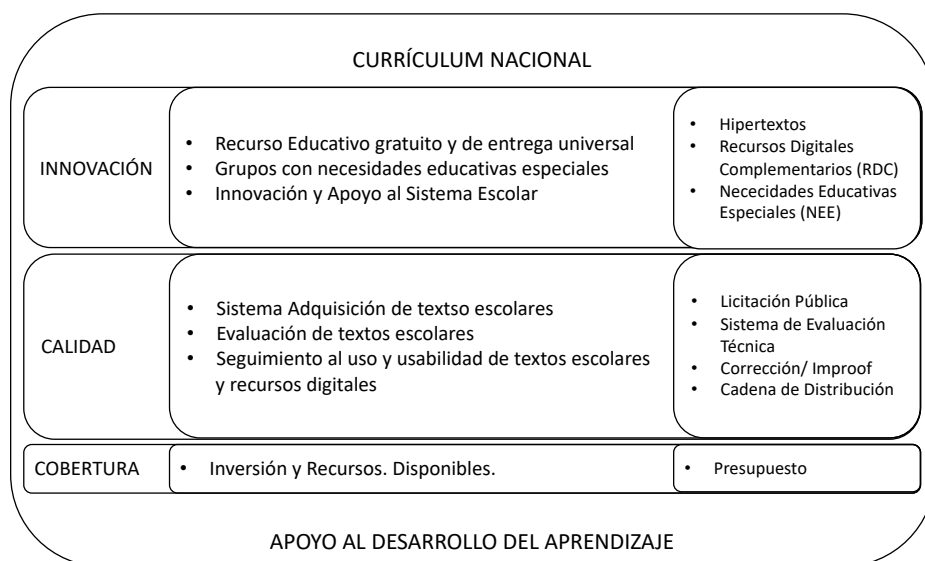 CURRÍCULUM NACIONAL
INNOVACIÓN
• Recurso Educativo gratuito y de entrega universal
• Grupos con necesidades educativas especiales
• Innovación y Apoyo al Sistema Escolar
• Hipertextos
• Recursos Digitales
Complementarios (RDC)
• Nececidades Educativas
Especiales (NEE)
CALIDAD
• Sistema Adquisición de textso escolares
• Evaluación de textos escolares
• Seguimiento al uso y usabilidad de textos escolares
y recursos digitales
• Licitación Pública
• Sistema de Evaluación
Técnica
• Corrección/ Improof
• Cadena de Distribución
COBERTURA
• Inversión y Recursos. Disponibles.
• Presupuesto
APOYO AL DESARROLLO DEL APRENDIZAJE